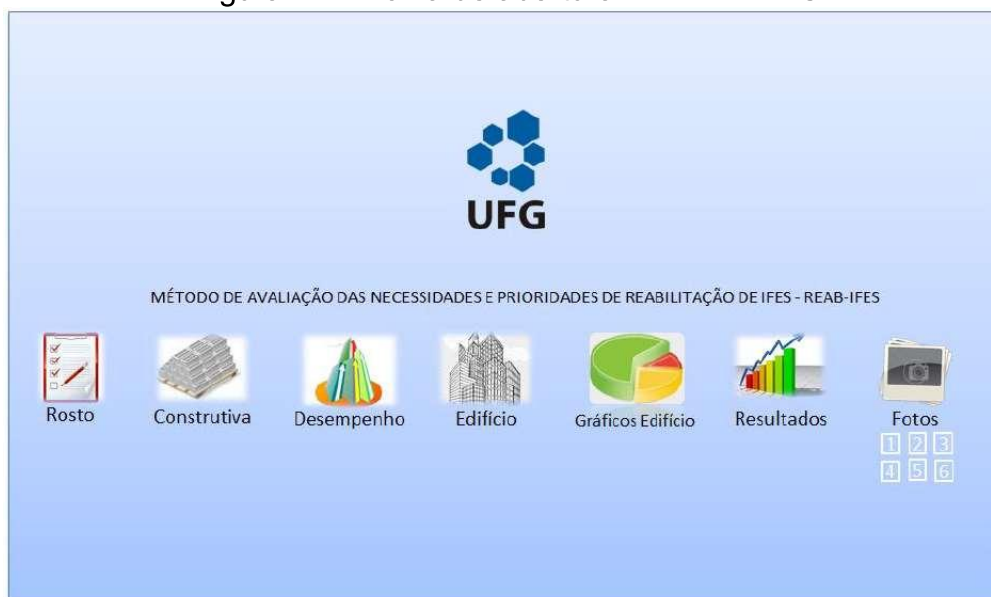 UFG
MÉTODO DE AVALIAÇÃO DAS NECESSIDADES E PRIORIDADES DE REABILITAÇÃO DE IFES - REAB-IFES
Rosto Construtiva Desempenho Edifício Gráficos Edifício Resultados Fotos
1 2 3
4 5 6